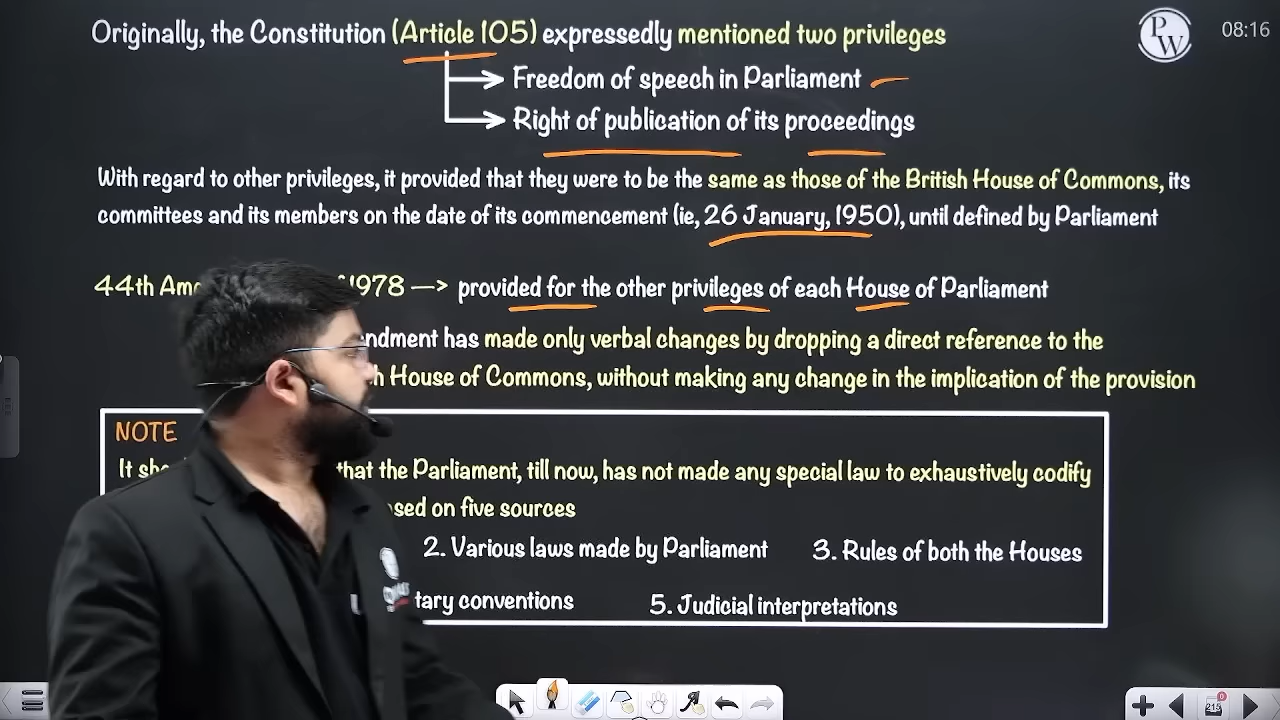 Originally, the Constitution (Article 105) expressedly mentioned two privileges
PW
08:16
Freedom of speech in Parliament
Right of publication of its proceedings
With regard to other privileges, it provided that they were to be the same as those of the British House of Commons, its
committees and its members on the date of its commencement (ie, 26 January, 1950), until defined by Parliament
44th 1978 —> provided for the other privileges of each House of Parliament
ndment has made only verbal changes by dropping a direct reference to the
h House of Commons, without making any change in the implication of the provision
NOTE
It that the Parliament, till now, has not made any special law to exhaustively codify
sed on five sources
2. Various laws made by Parliament 3. Rules of both the Houses
tary conventions 5. Judicial interpretations
215